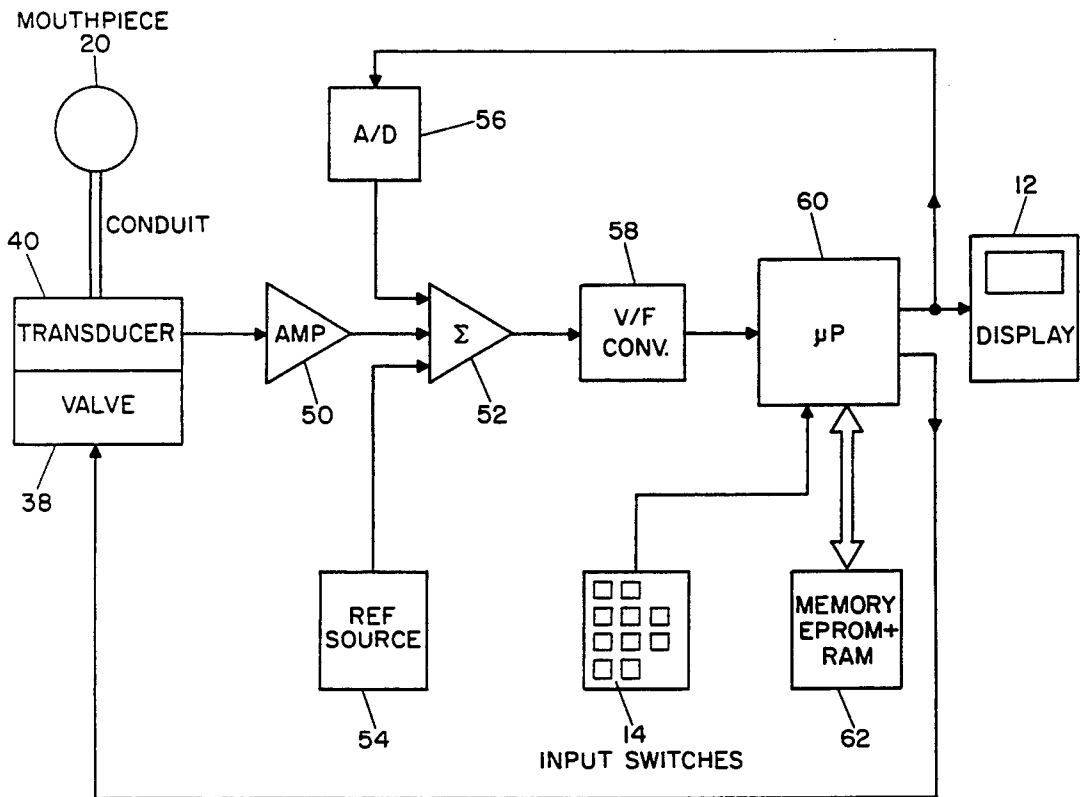 MOUTHPIECE
20
A/D
56
CONDUIT
40
TRANSDUCER
VALVE
38
AMP
50
Σ
52
58
V/F
CONV.
60
μP
12
DISPLAY
REF
SOURCE
54
14
INPUT SWITCHES
MEMORY
EPROM+
RAM
62